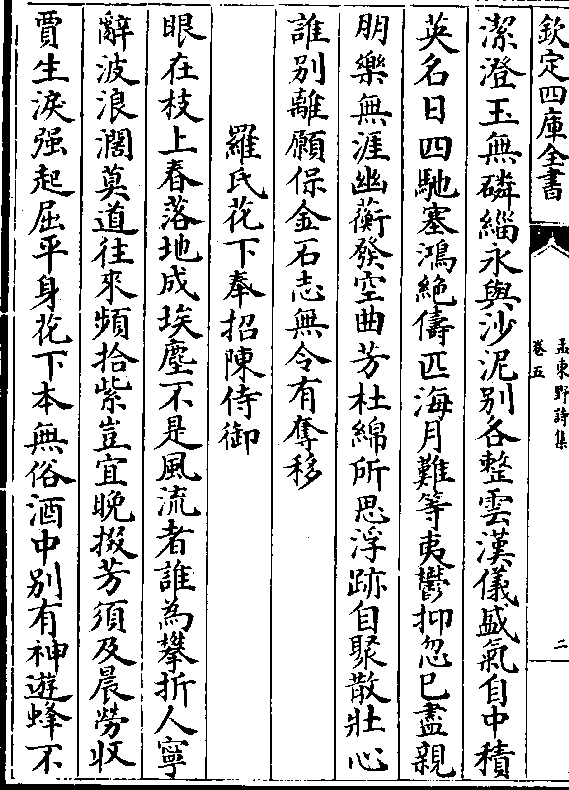 欽定四庫全書
孟東野詩集
卷五
二
潔澄玉無磷緇永與沙泥别各整雲漢儀盛氣自中積
英名日四馳塞鴻絶儔匹海月難等夷鬱抑忽已盡親
朋樂無涯幽蘅發空曲芳杜綿所思浮跡自聚散壯心
誰别離願保金石志無令有奪移
羅氏花下奉招陳侍御
眼在枝上春落地成埃塵不是風流者誰為攀折人寧
辭波浪濶莫道往來頻拾紫豈宜晚掇芳須及晨勞收
賈生淚强起屈平身花下本無俗酒中别有神遊蜂不